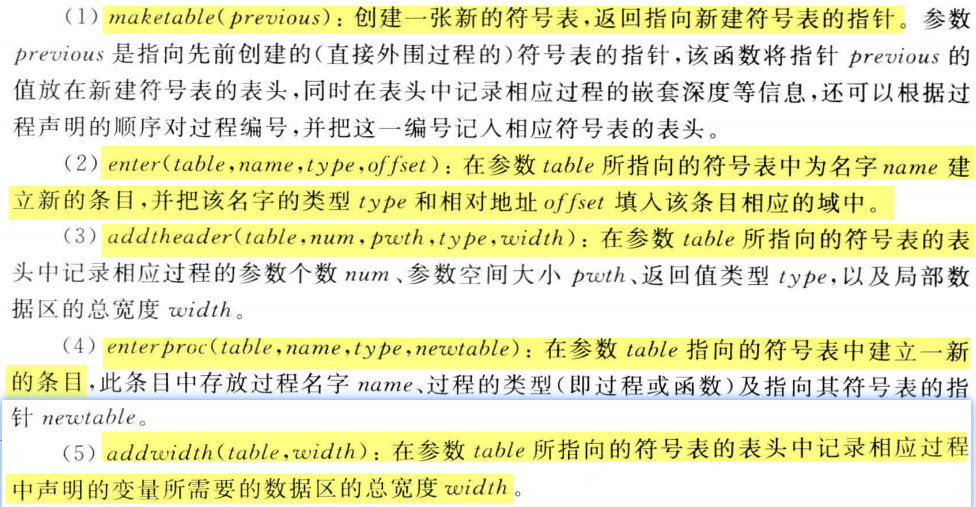 (1) maketable(previous)：创建一张新的符号表,返回指向新建符号表的指针。参数
previous 是指向先前创建的(直接外围过程的)符号表的指针,该函数将指针 previous 的
值放在新建符号表的表头,同时在表头中记录相应过程的嵌套深度等信息,还可以根据过
程声明的顺序对过程编号,并把这一编号记入相应符号表的表头。
(2) enter(table,name,type,offset)：在参数 table 所指向的符号表中为名字 name 建
立新的条目,并把该名字的类型 type 和相对地址 offset 填入该条目相应的域中。
(3) addtheader(table,num,pwth,type,width)：在参数 table 所指向的符号表的表
头中记录相应过程的参数个数 num、参数空间大小 pwth、返回值类型 type,以及局部数
据区的总宽度 width。
(4) enterproc(table,name,type,newtable)：在参数 table 指向的符号表中建立一新
的条目,此条目中存放过程名字 name、过程的类型(即过程或函数)及指向其符号表的指
针 newtable。
(5) addwidth(table,width)：在参数 table 所指向的符号表的表头中记录相应过程
中声明的变量所需要的数据区的总宽度 width。